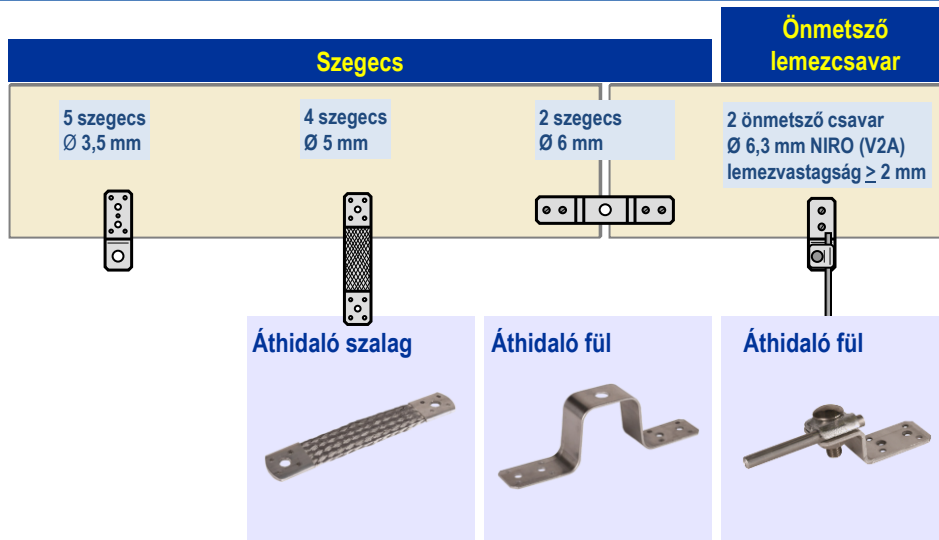 Szegecs
Önmetsző
lemezcsavar
5 szegecs
Ø 3,5 mm
4 szegecs
Ø 5 mm
2 szegecs
Ø 6 mm
2 önmetsző csavar
Ø 6,3 mm NIRO (V2A)
lemezvastagság ≥ 2 mm
Áthidaló szalag
Áthidaló fül
Áthidaló fül